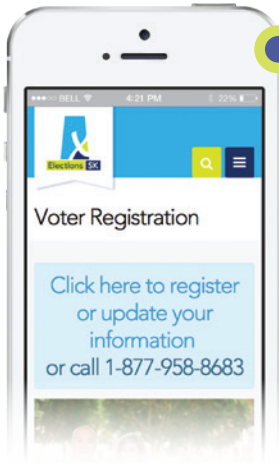 BELL 4:21 PM 22%
Elections SK
Voter Registration
Click here to register
or update your
information
or call 1-877-958-8683